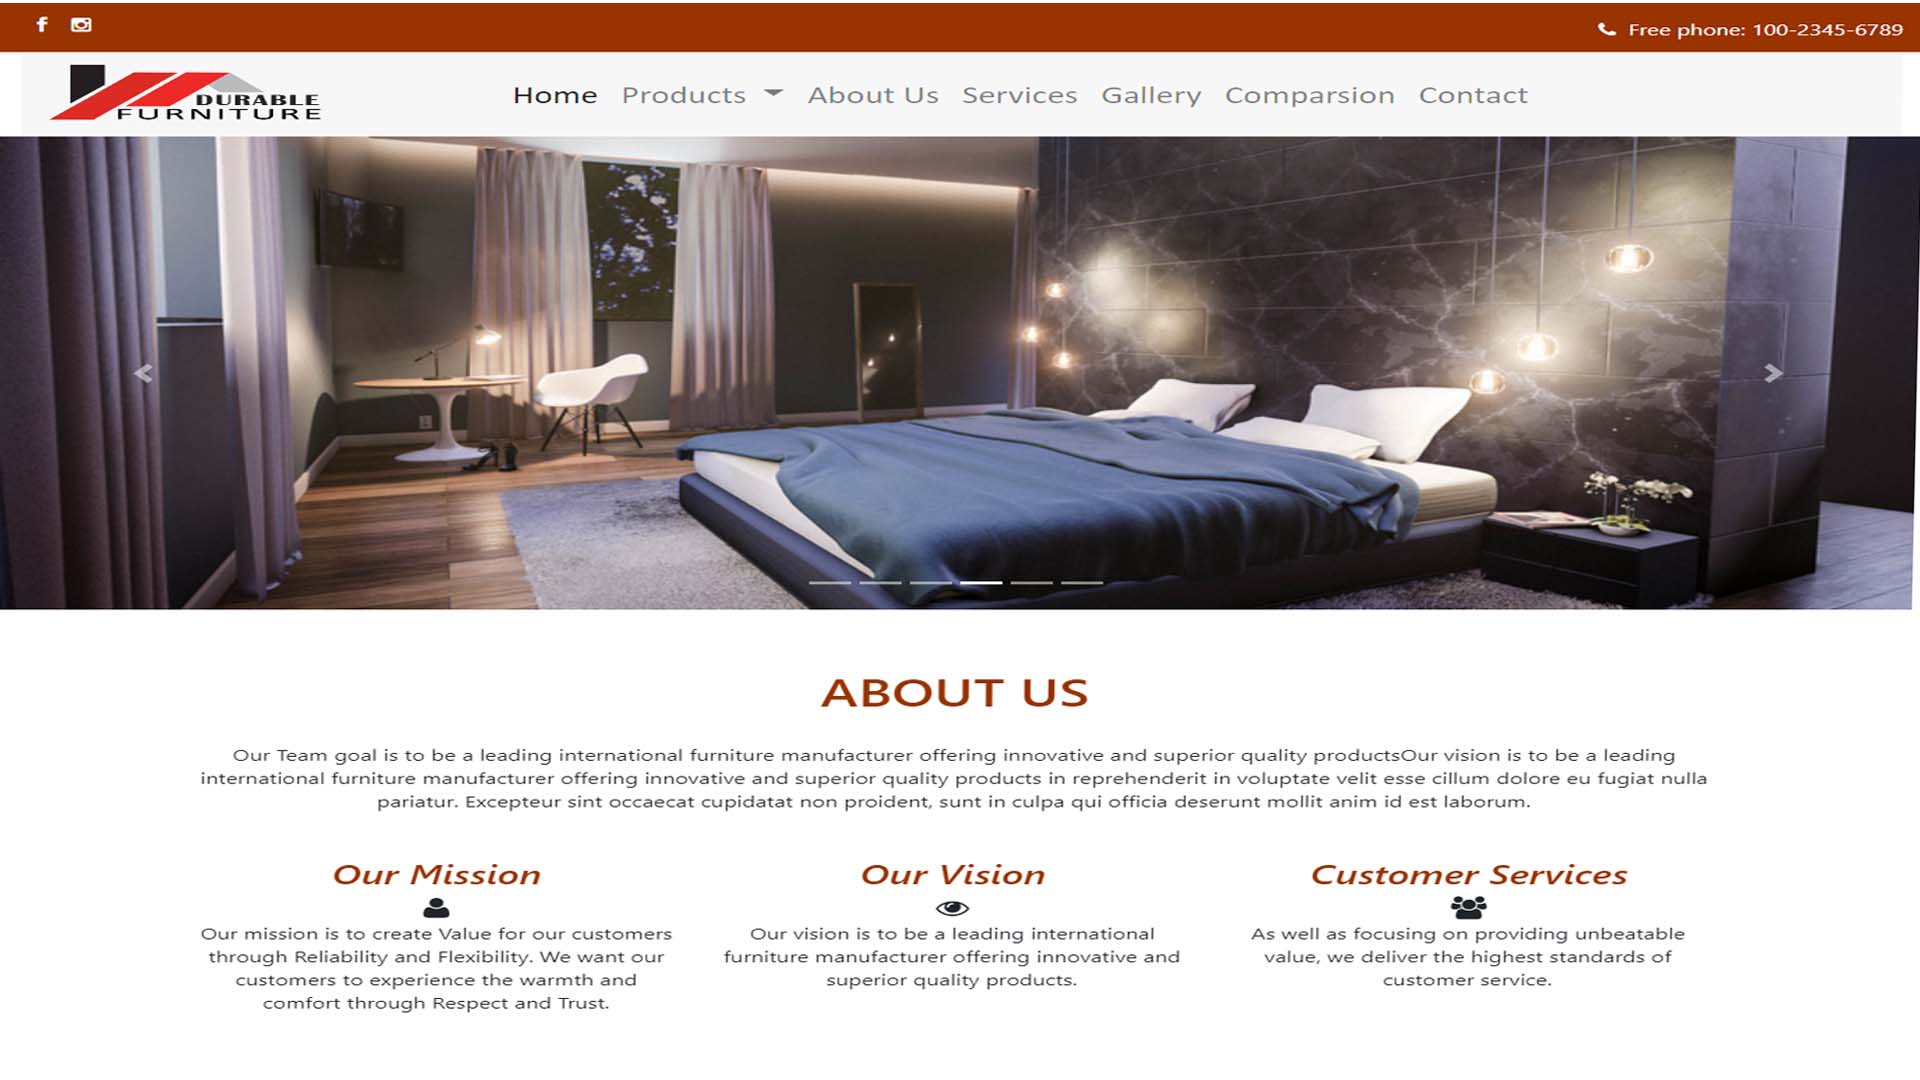 Free phone: 100-2345-6789
DURABLE
FURNITURE
Home Products About Us Services Gallery Comparsion Contact
ABOUT US
Our Team goal is to be a leading international furniture manufacturer offering innovative and superior quality productsOur vision is to be a leading
international furniture manufacturer offering innovative and superior quality products in reprehenderit in voluptate velit esse cillum dolore eu fugiat nulla
pariatur. Excepteur sint occaecat cupidatat non proident, sunt in culpa qui officia deserunt mollit anim id est laborum.
Our Mission
Our mission is to create Value for our customers
through Reliability and Flexibility. We want our
customers to experience the warmth and
comfort through Respect and Trust.
Our Vision
Our vision is to be a leading international
furniture manufacturer offering innovative and
superior quality products.
Customer Services
As well as focusing on providing unbeatable
value, we deliver the highest standards of
customer service.